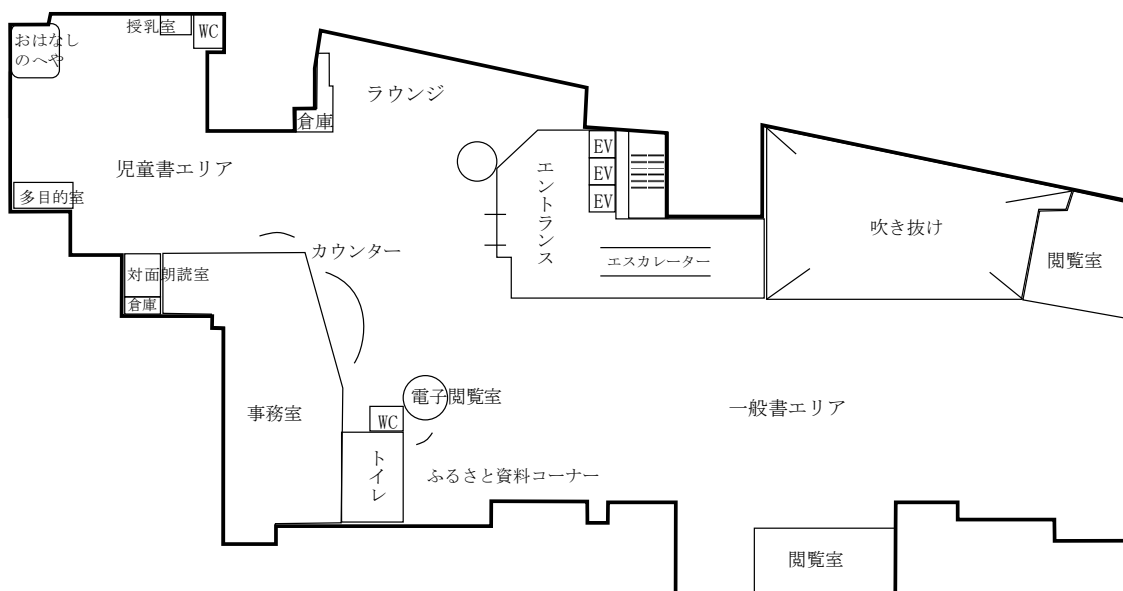 授乳室
WC
おはなし
のへや
ラウンジ
倉庫
児童書エリア
多目的室
EV
EV
EV
エントランス
吹き抜け
カウンター
エスカレーター
閲覧室
対面朗読室
倉庫
電子閲覧室
事務室
WC
一般書エリア
トイレ
ふるさと資料コーナー
閲覧室